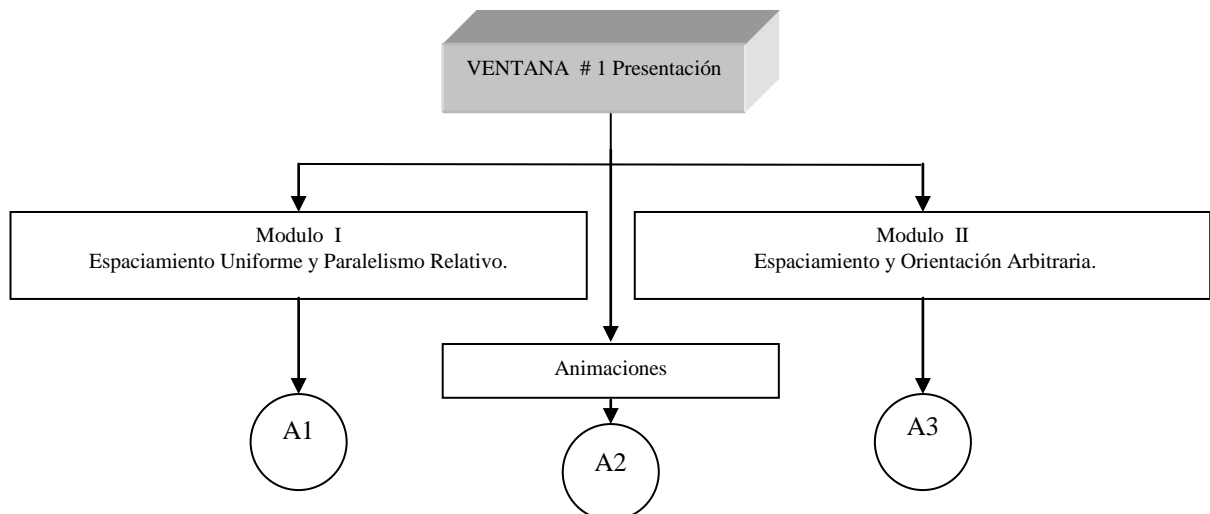 VENTANA # 1 Presentación
Modulo I
Espaciamiento Uniforme y Paralelismo Relativo.
Modulo II
Espaciamiento y Orientación Arbitraria.
Animaciones
A1
A2
A3